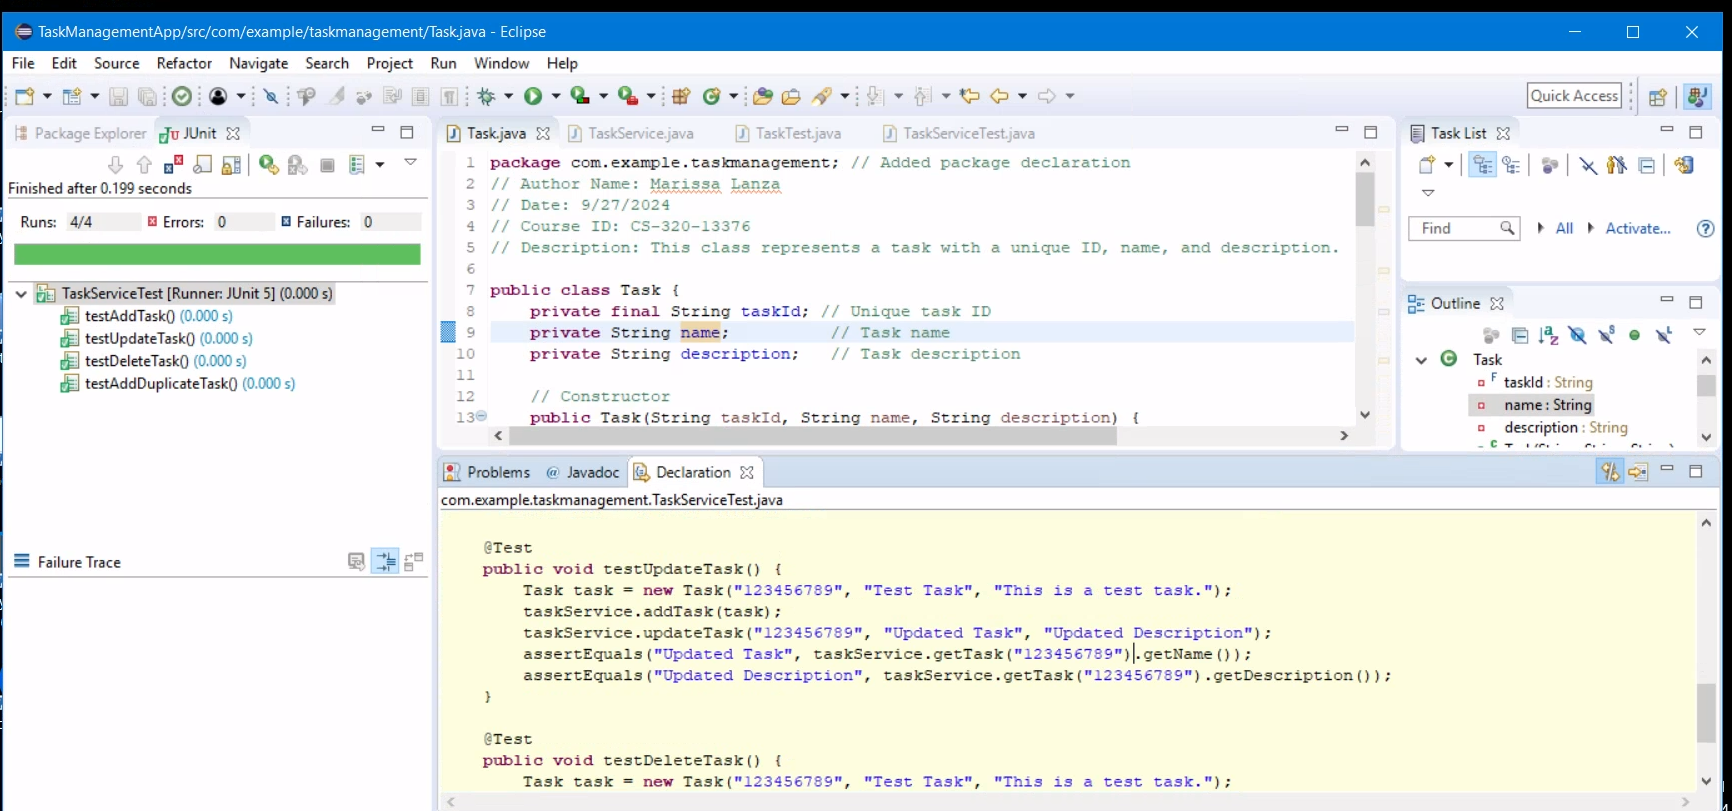 TaskManagementApp/src/com/example/taskmanagement/Task.java - Eclipse
File Edit Source Refactor Navigate Search Project Run Window Help
Quick Access
Package Explorer JUnit
Finished after 0.199 seconds
Runs: 4/4 Errors: 0 Failures: 0
TaskServiceTest [Runner: JUnit 5] (0.000 s)
testAddTask() (0.000 s)
testUpdateTask() (0.000 s)
testDeleteTask() (0.000 s)
testAddDuplicateTask() (0.000 s)
Failure Trace
Task.java TaskService.java TaskTest.java TaskServiceTest.java
1 package com.example.taskmanagement; // Added package declaration
2 // Author Name: Marissa Lanza
3 // Date: 9/27/2024
4 // Course ID: CS-320-13376
5 // Description: This class represents a task with a unique ID, name, and description.
6
7 public class Task {
8 private final String taskId; // Unique task ID
9 private String name; // Task name
10 private String description; // Task description
11
12 // Constructor
13 public Task(String taskId, String name, String description) {
Task List
Find All Activate...
Outline
Task
taskId : String
name : String
description : String
Problems @ Javadoc Declaration
com.example.taskmanagement.TaskServiceTest.java
@Test
public void testUpdateTask() {
Task task = new Task("123456789", "Test Task", "This is a test task.");
taskService.addTask(task);
taskService.updateTask("123456789", "Updated Task", "Updated Description");
assertEquals("Updated Task", taskService.getTask("123456789").getName());
assertEquals("Updated Description", taskService.getTask("123456789").getDescription());
}
@Test
public void testDeleteTask() {
Task task = new Task("123456789", "Test Task", "This is a test task.");